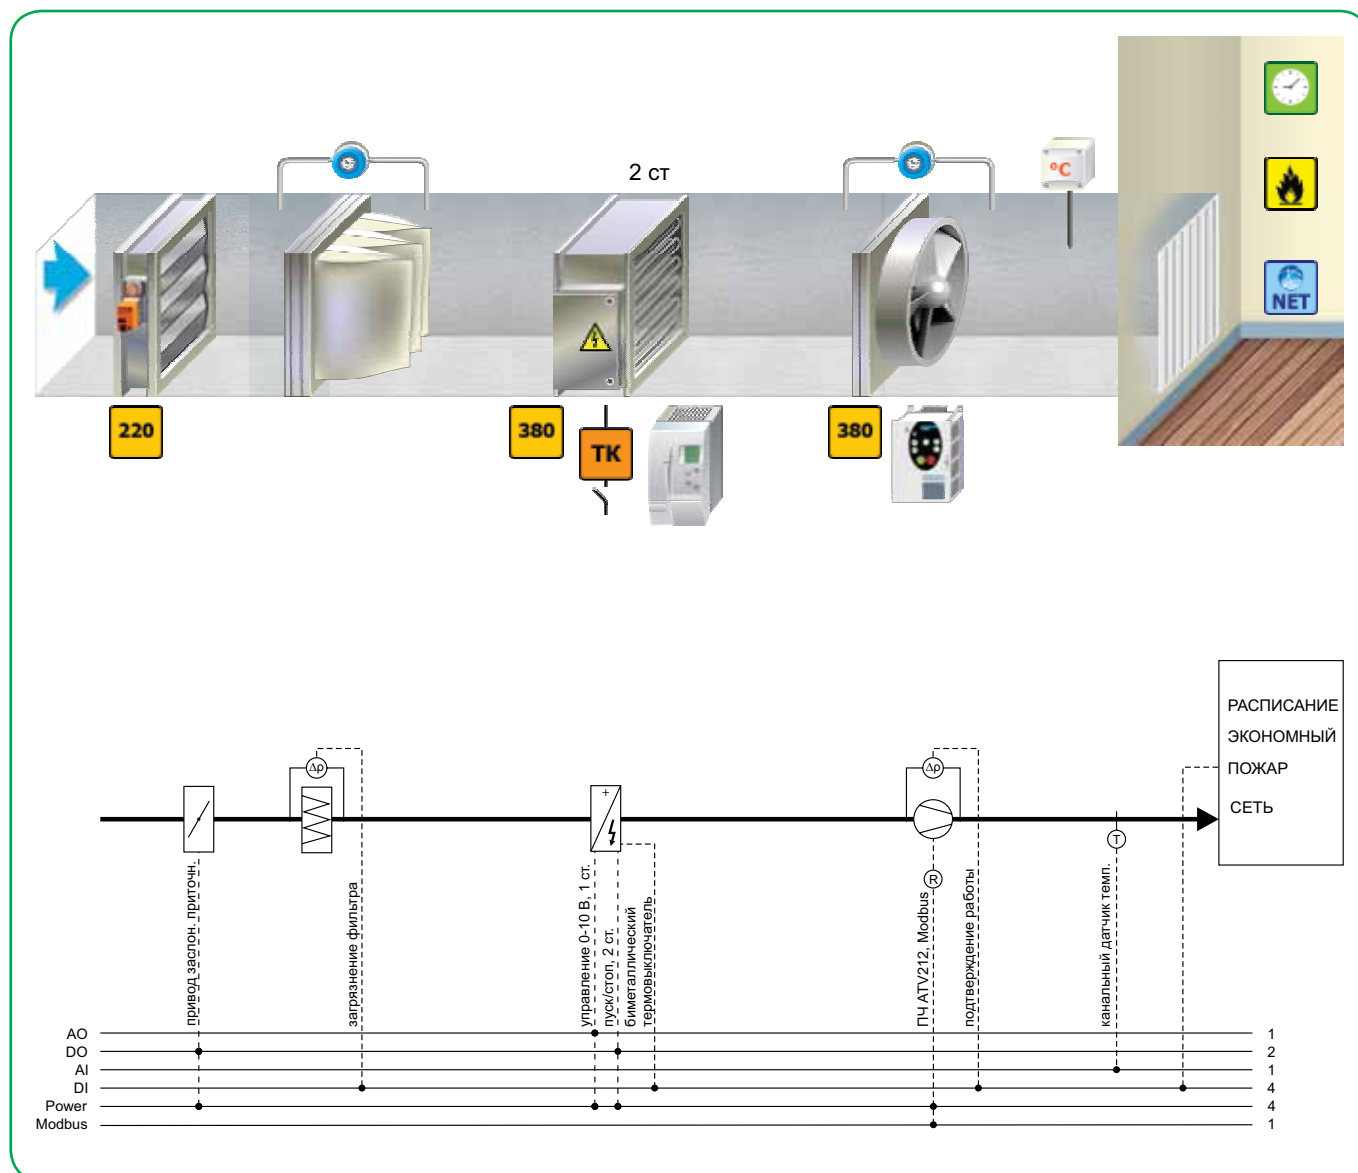 2 ст
°C
NET
220
380
ТК
380
РАСПИСАНИЕ
ЭКОНОМНЫЙ
ПОЖАР
СЕТЬ
Δρ
Δρ
+
R
T
привод заслон. приточн.
загрязнение фильтра
управление 0-10 В, 1 ст.
пуск/стоп, 2 ст.
биметаллический
термовыключатель
ПЧ ATV212, Modbus
подтверждение работы
канальный датчик темп.
AO 1
DO 2
AI 1
DI 4
Power 4
Modbus 1